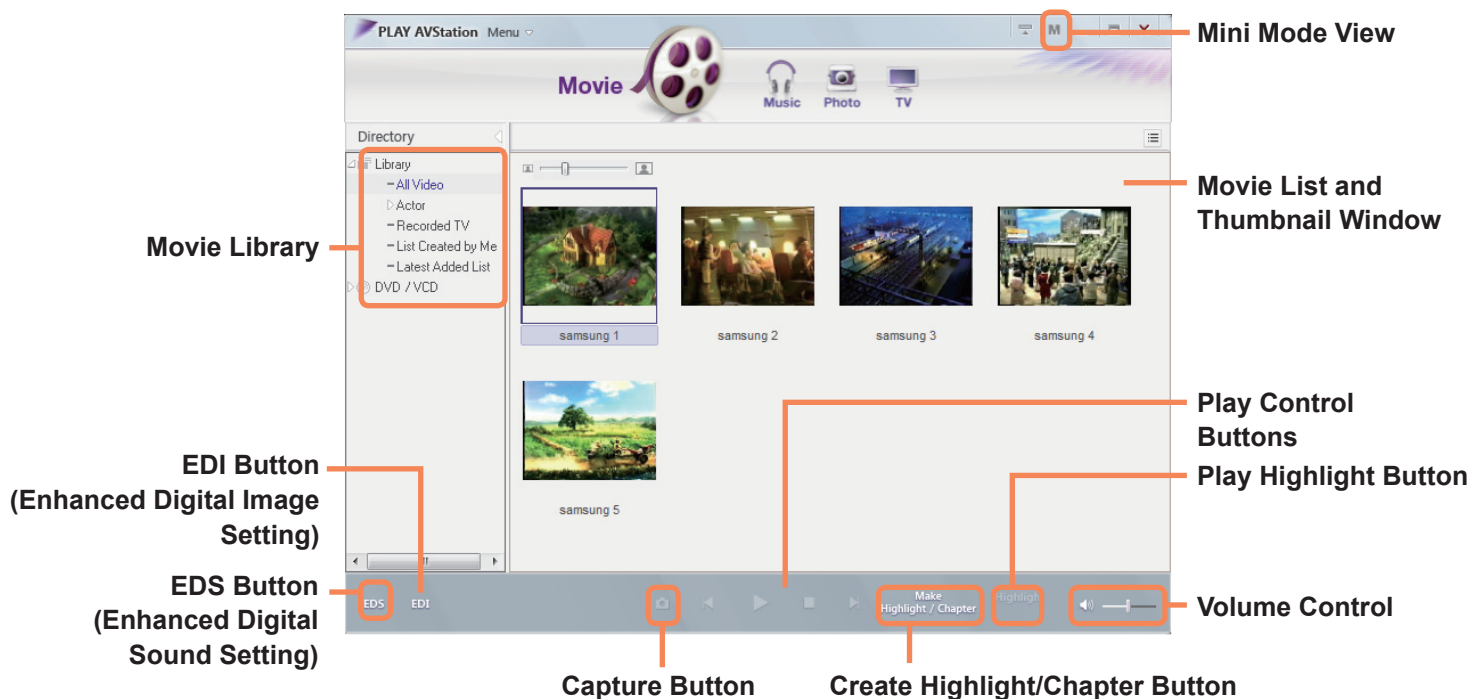 PLAY AVStation Menu
M
Mini Mode View
Movie
Music
Photo
TV
Directory
Library
All Video
Actor
Recorded TV
List Created by Me
Latest Added List
DVD / VCD
Movie Library
Movie List and
Thumbnail Window
samsung 1
samsung 2
samsung 3
samsung 4
samsung 5
Play Control
Buttons
Play Highlight Button
EDI Button
(Enhanced Digital Image
Setting)
EDS Button
(Enhanced Digital
Sound Setting)
EDS
EDI
Make
Highlight / Chapter
Highligh
Volume Control
Capture Button
Create Highlight/Chapter Button